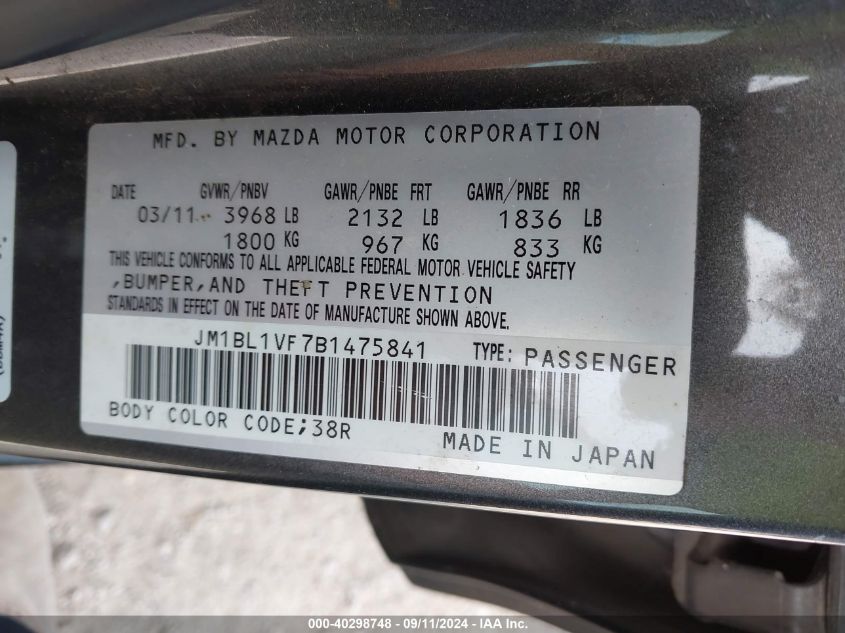 MFD. BY MAZDA MOTOR CORPORATION
DATE GVWR/PNBV GAWR/PNBE FRT GAWR/PNBE RR
03/11 3968 LB 2132 LB 1836 LB
1800 KG 967 KG 833 KG
THIS VEHICLE CONFORMS TO ALL APPLICABLE FEDERAL MOTOR VEHICLE SAFETY
,BUMPER,AND THEFT PREVENTION
STANDARDS IN EFFECT ON THE DATE OF MANUFACTURE SHOWN ABOVE.
JM1BL1VF7B1475841 TYPE: PASSENGER
BODY COLOR CODE;38R
MADE IN JAPAN
000-40298748 - 09/11/2024 - IAA Inc.